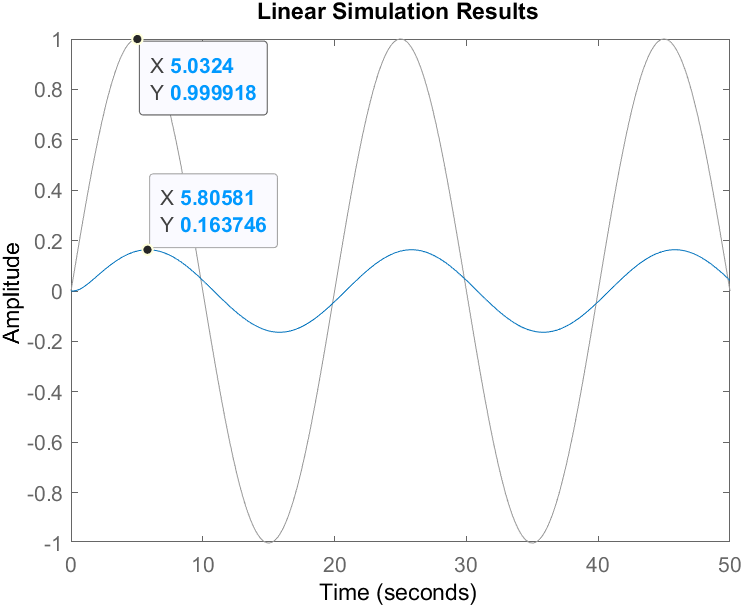 Linear Simulation Results
X 5.0324
Y 0.999918
X 5.80581
Y 0.163746
Amplitude
1
0.8
0.6
0.4
0.2
0
-0.2
-0.4
-0.6
-0.8
-1
0 10 20 30 40 50
Time (seconds)